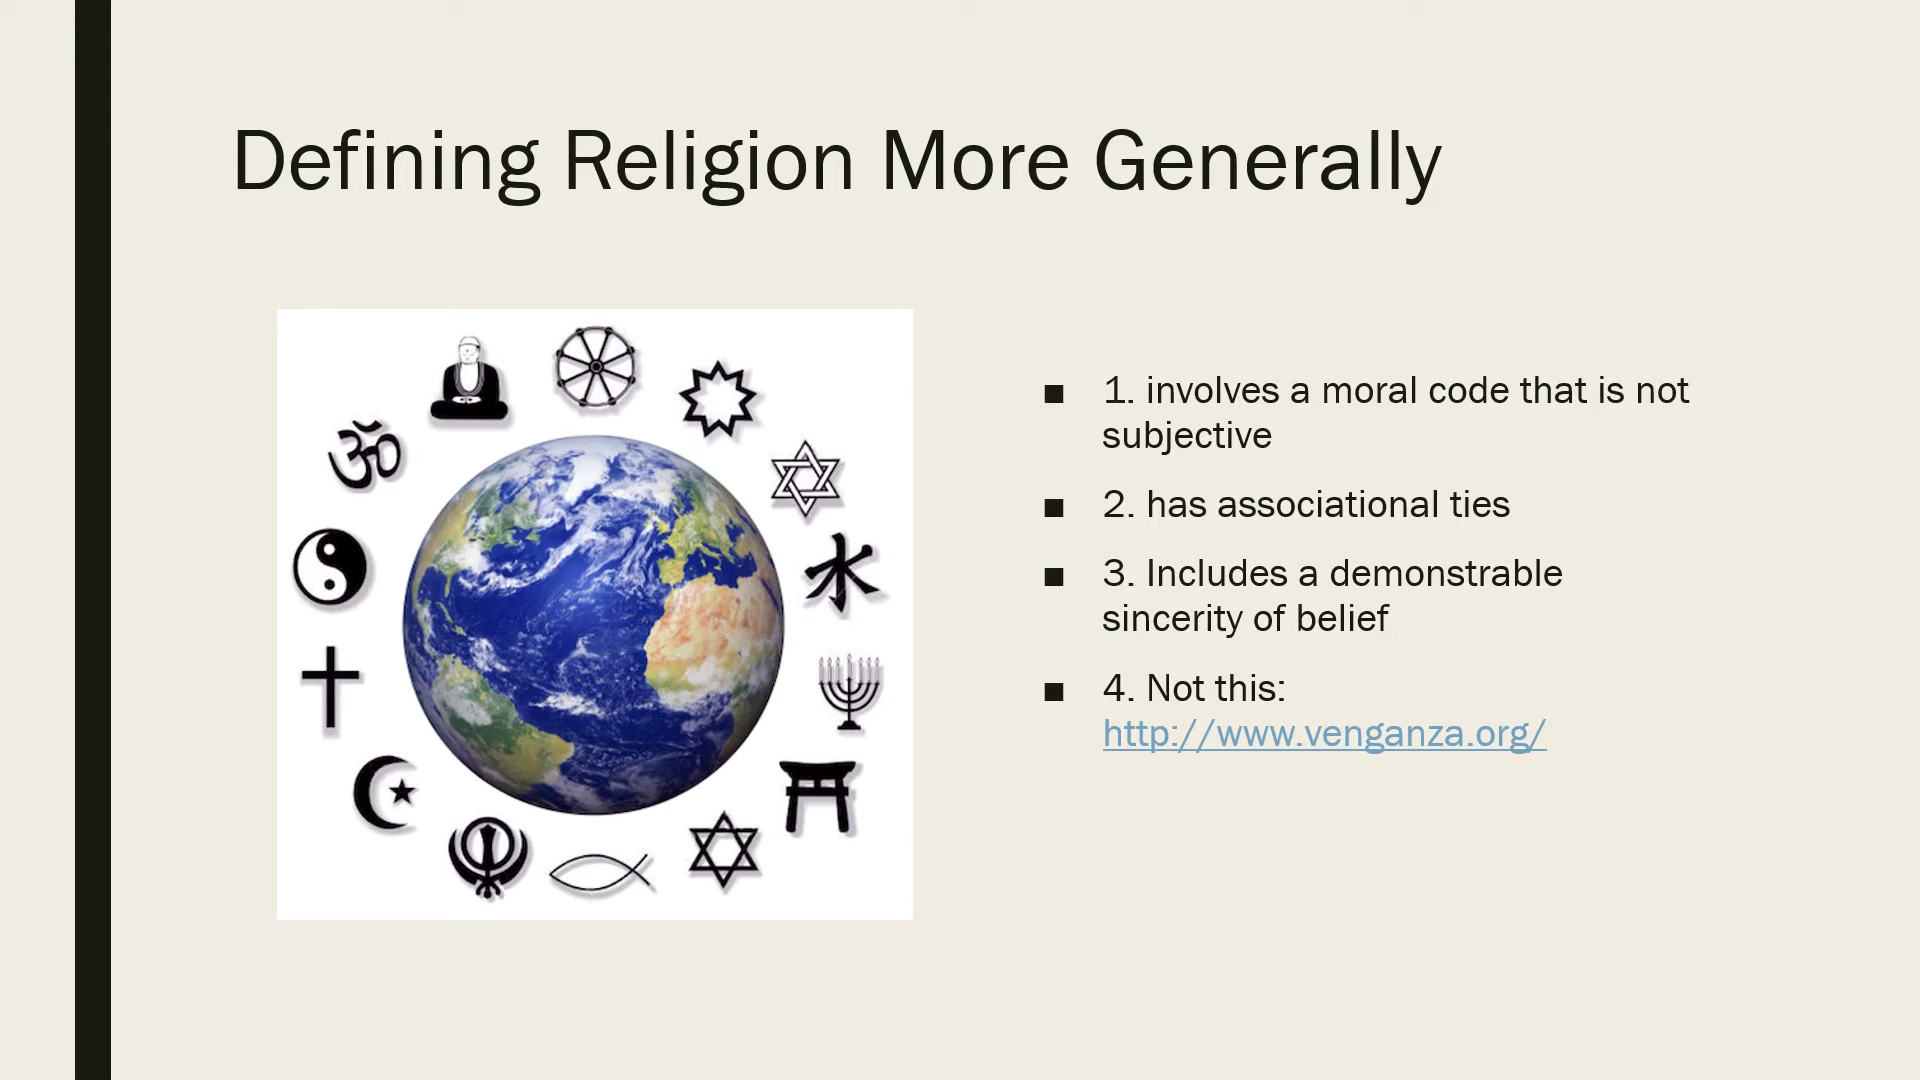 Defining Religion More Generally
■ 1. involves a moral code that is not
subjective
■ 2. has associational ties
■ 3. Includes a demonstrable
sincerity of belief
■ 4. Not this:
http://www.venganza.org/
ॐ
水